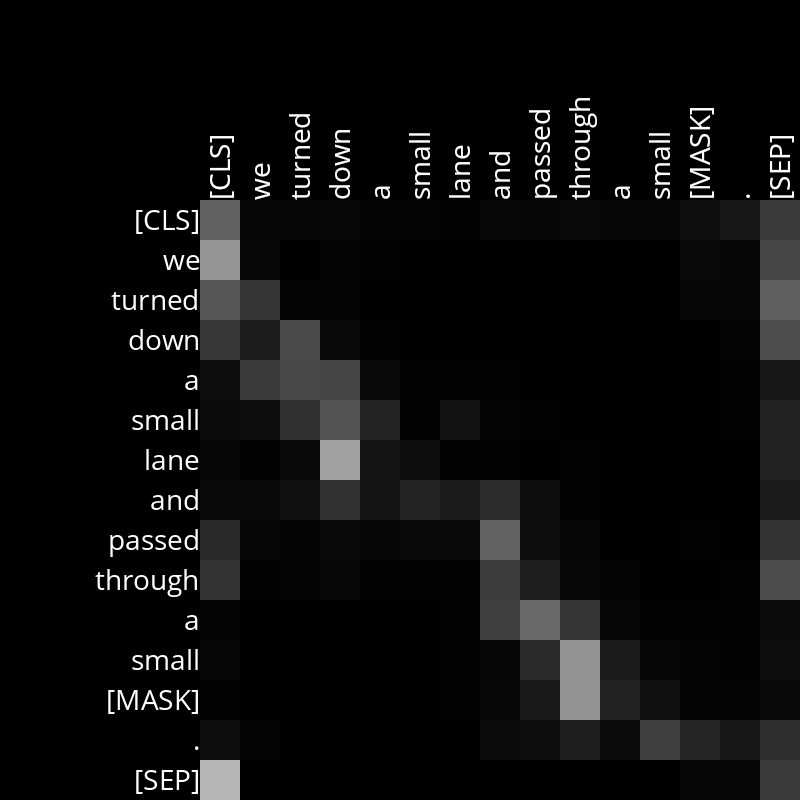 [CLS] we turned down a small lane and passed through a small [MASK] . [SEP]
[CLS]
we
turned
down
a
small
lane
and
passed
through
a
small
[MASK]
.
[SEP]